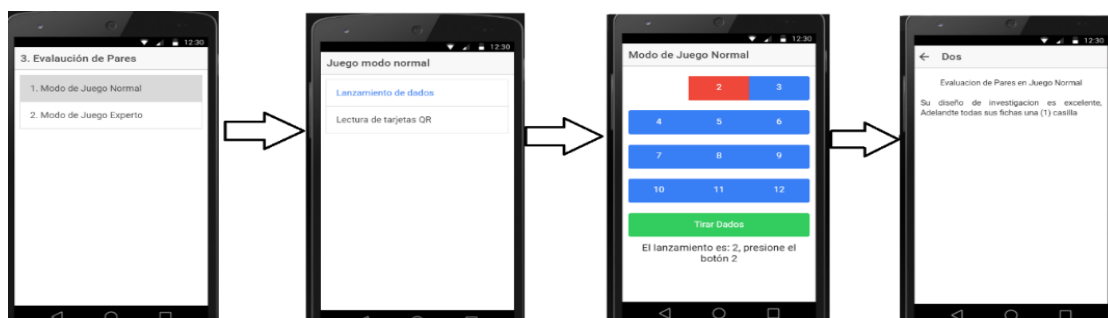 12:30
3. Evalaución de Pares
1. Modo de Juego Normal
2. Modo de Juego Experto
12:30
Juego modo normal
Lanzamiento de dados
Lectura de tarjetas QR
12:30
Modo de Juego Normal
2 3
4 5 6
7 8 9
10 11 12
Tirar Dados
El lanzamiento es: 2, presione el
botón 2
12:30
← Dos
Evaluacion de Pares en Juego Normal
Su diseño de investigacion es excelente,
Adelandte todas sus fichas una (1) casilla